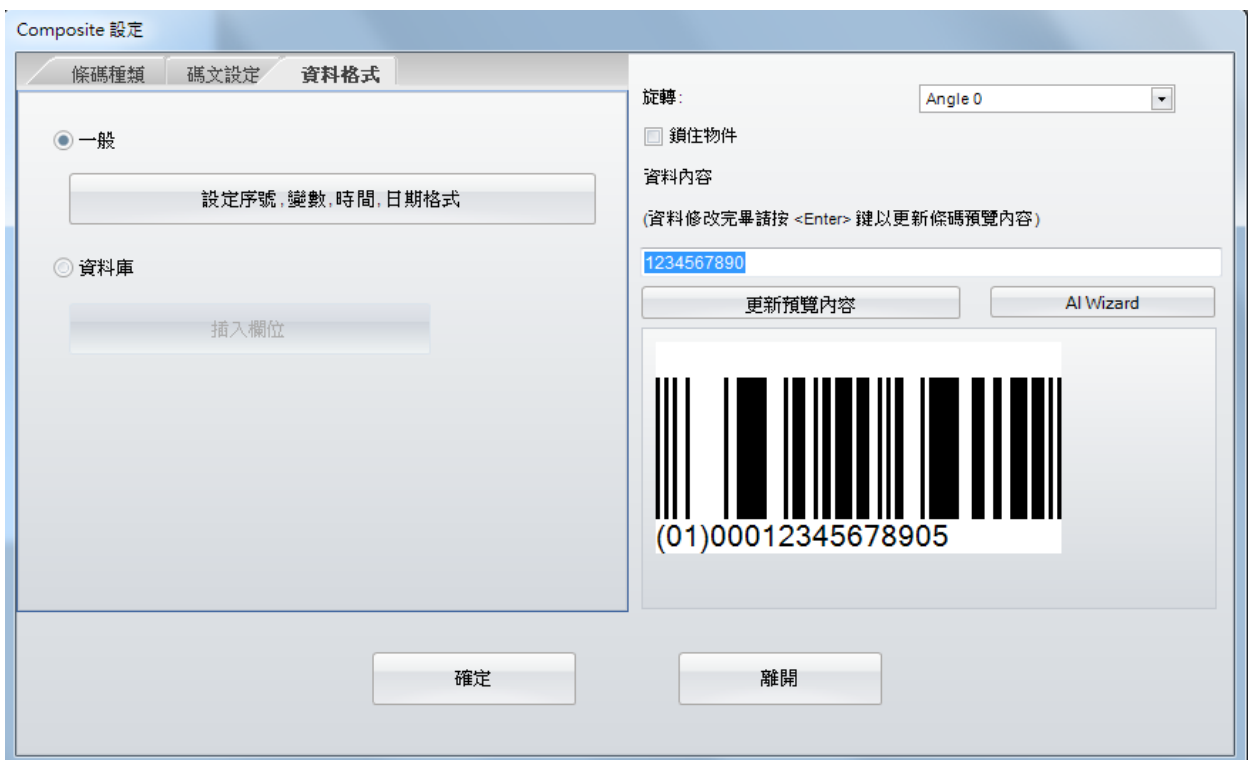 Composite 設定
條碼種類 碼文設定 資料格式
一般
設定序號,變數,時間,日期格式
資料庫
插入欄位
旋轉: Angle 0
鎖住物件
資料內容
(資料修改完畢請按 <Enter> 鍵以更新條碼預覽內容)
1234567890
更新預覽內容 AI Wizard
(01)00012345678905
確定 離開